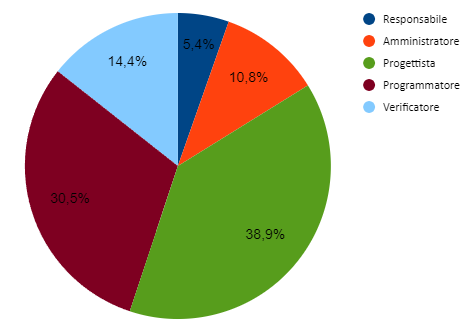 5,4%
10,8%
38,9%
30,5%
14,4%
Responsabile
Amministratore
Progettista
Programmatore
Verificatore